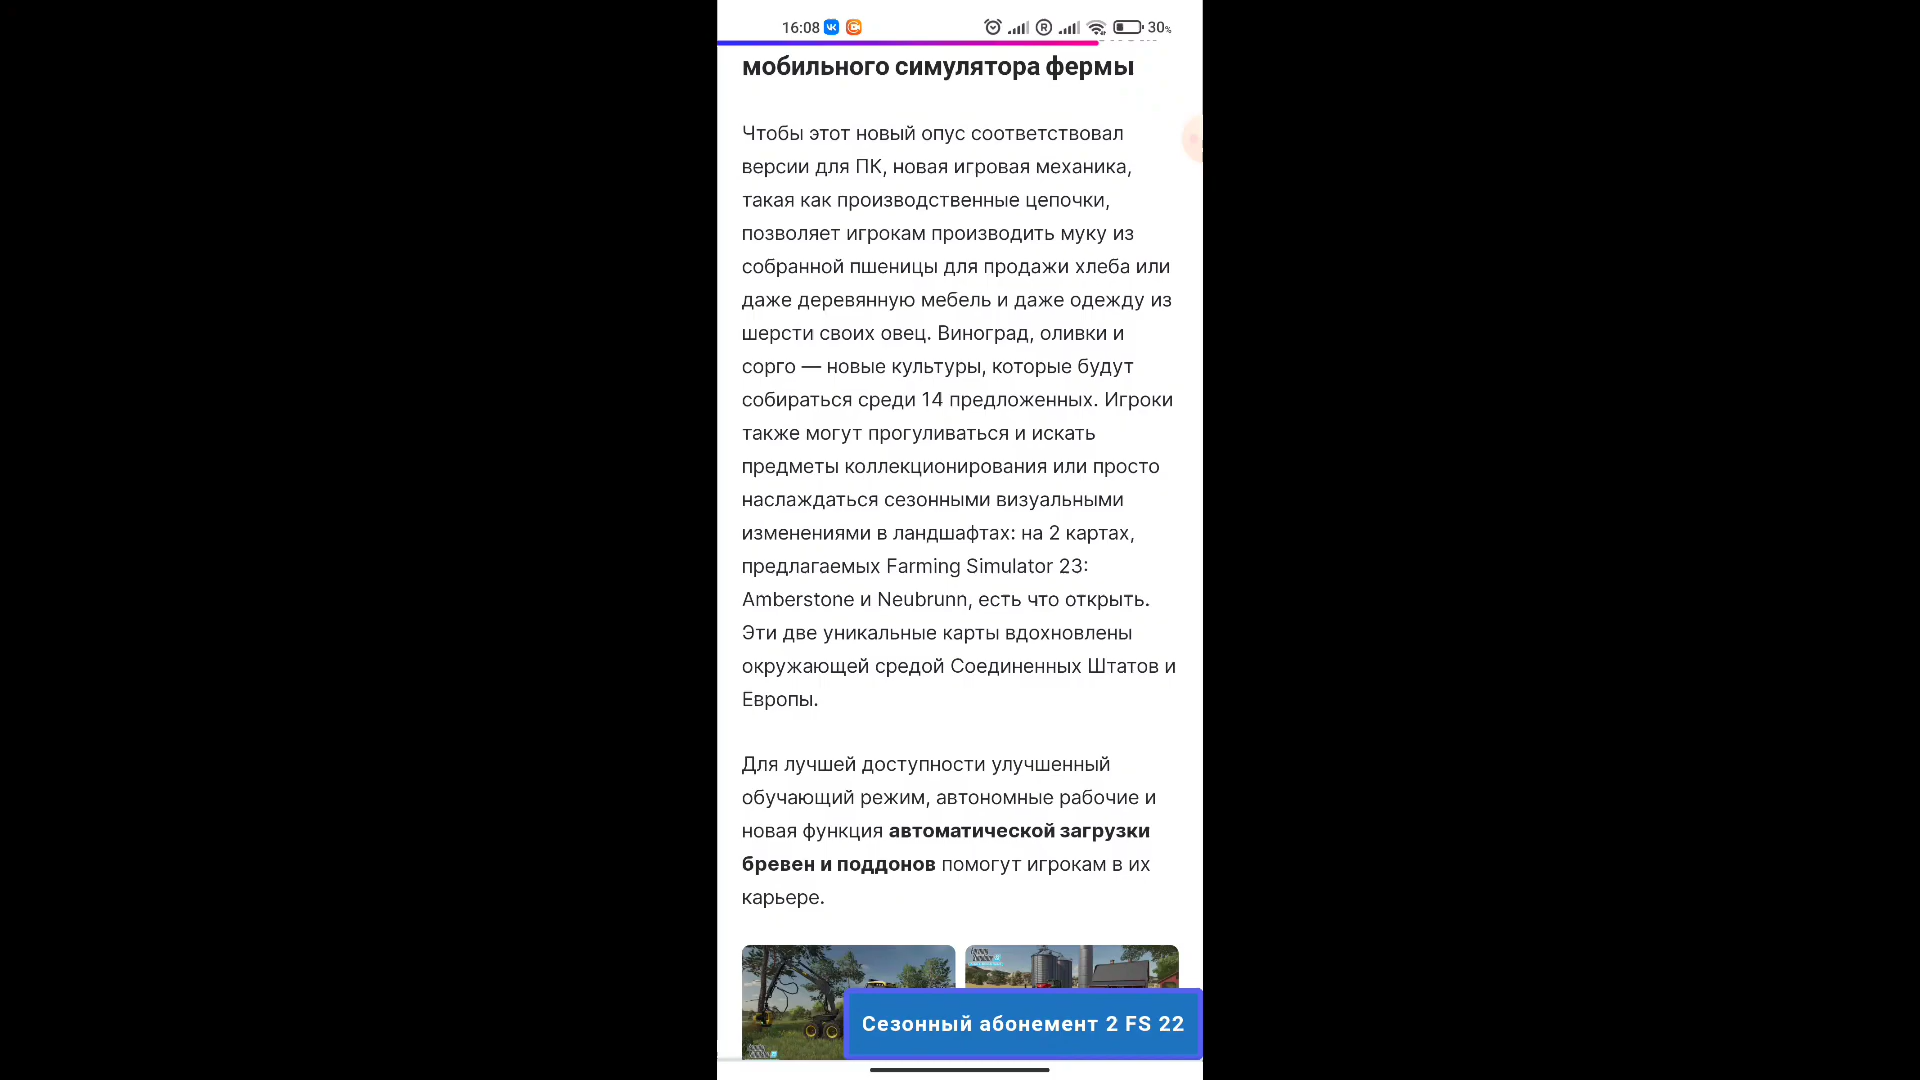 16:08 30%
мобильного симулятора фермы
Чтобы этот новый опус соответствовал
версии для ПК, новая игровая механика,
такая как производственные цепочки,
позволяет игрокам производить муку из
собранной пшеницы для продажи хлеба или
даже деревянную мебель и даже одежду из
шерсти своих овец. Виноград, оливки и
сорго — новые культуры, которые будут
собираться среди 14 предложенных. Игроки
также могут прогуливаться и искать
предметы коллекционирования или просто
наслаждаться сезонными визуальными
изменениями в ландшафтах: на 2 картах,
предлагаемых Farming Simulator 23:
Amberstone и Neubrunn, есть что открыть.
Эти две уникальные карты вдохновлены
окружающей средой Соединенных Штатов и
Европы.
Для лучшей доступности улучшенный
обучающий режим, автономные рабочие и
новая функция автоматической загрузки
бревен и поддонов помогут игрокам в их
карьере.
Сезонный абонемент 2 FS 22